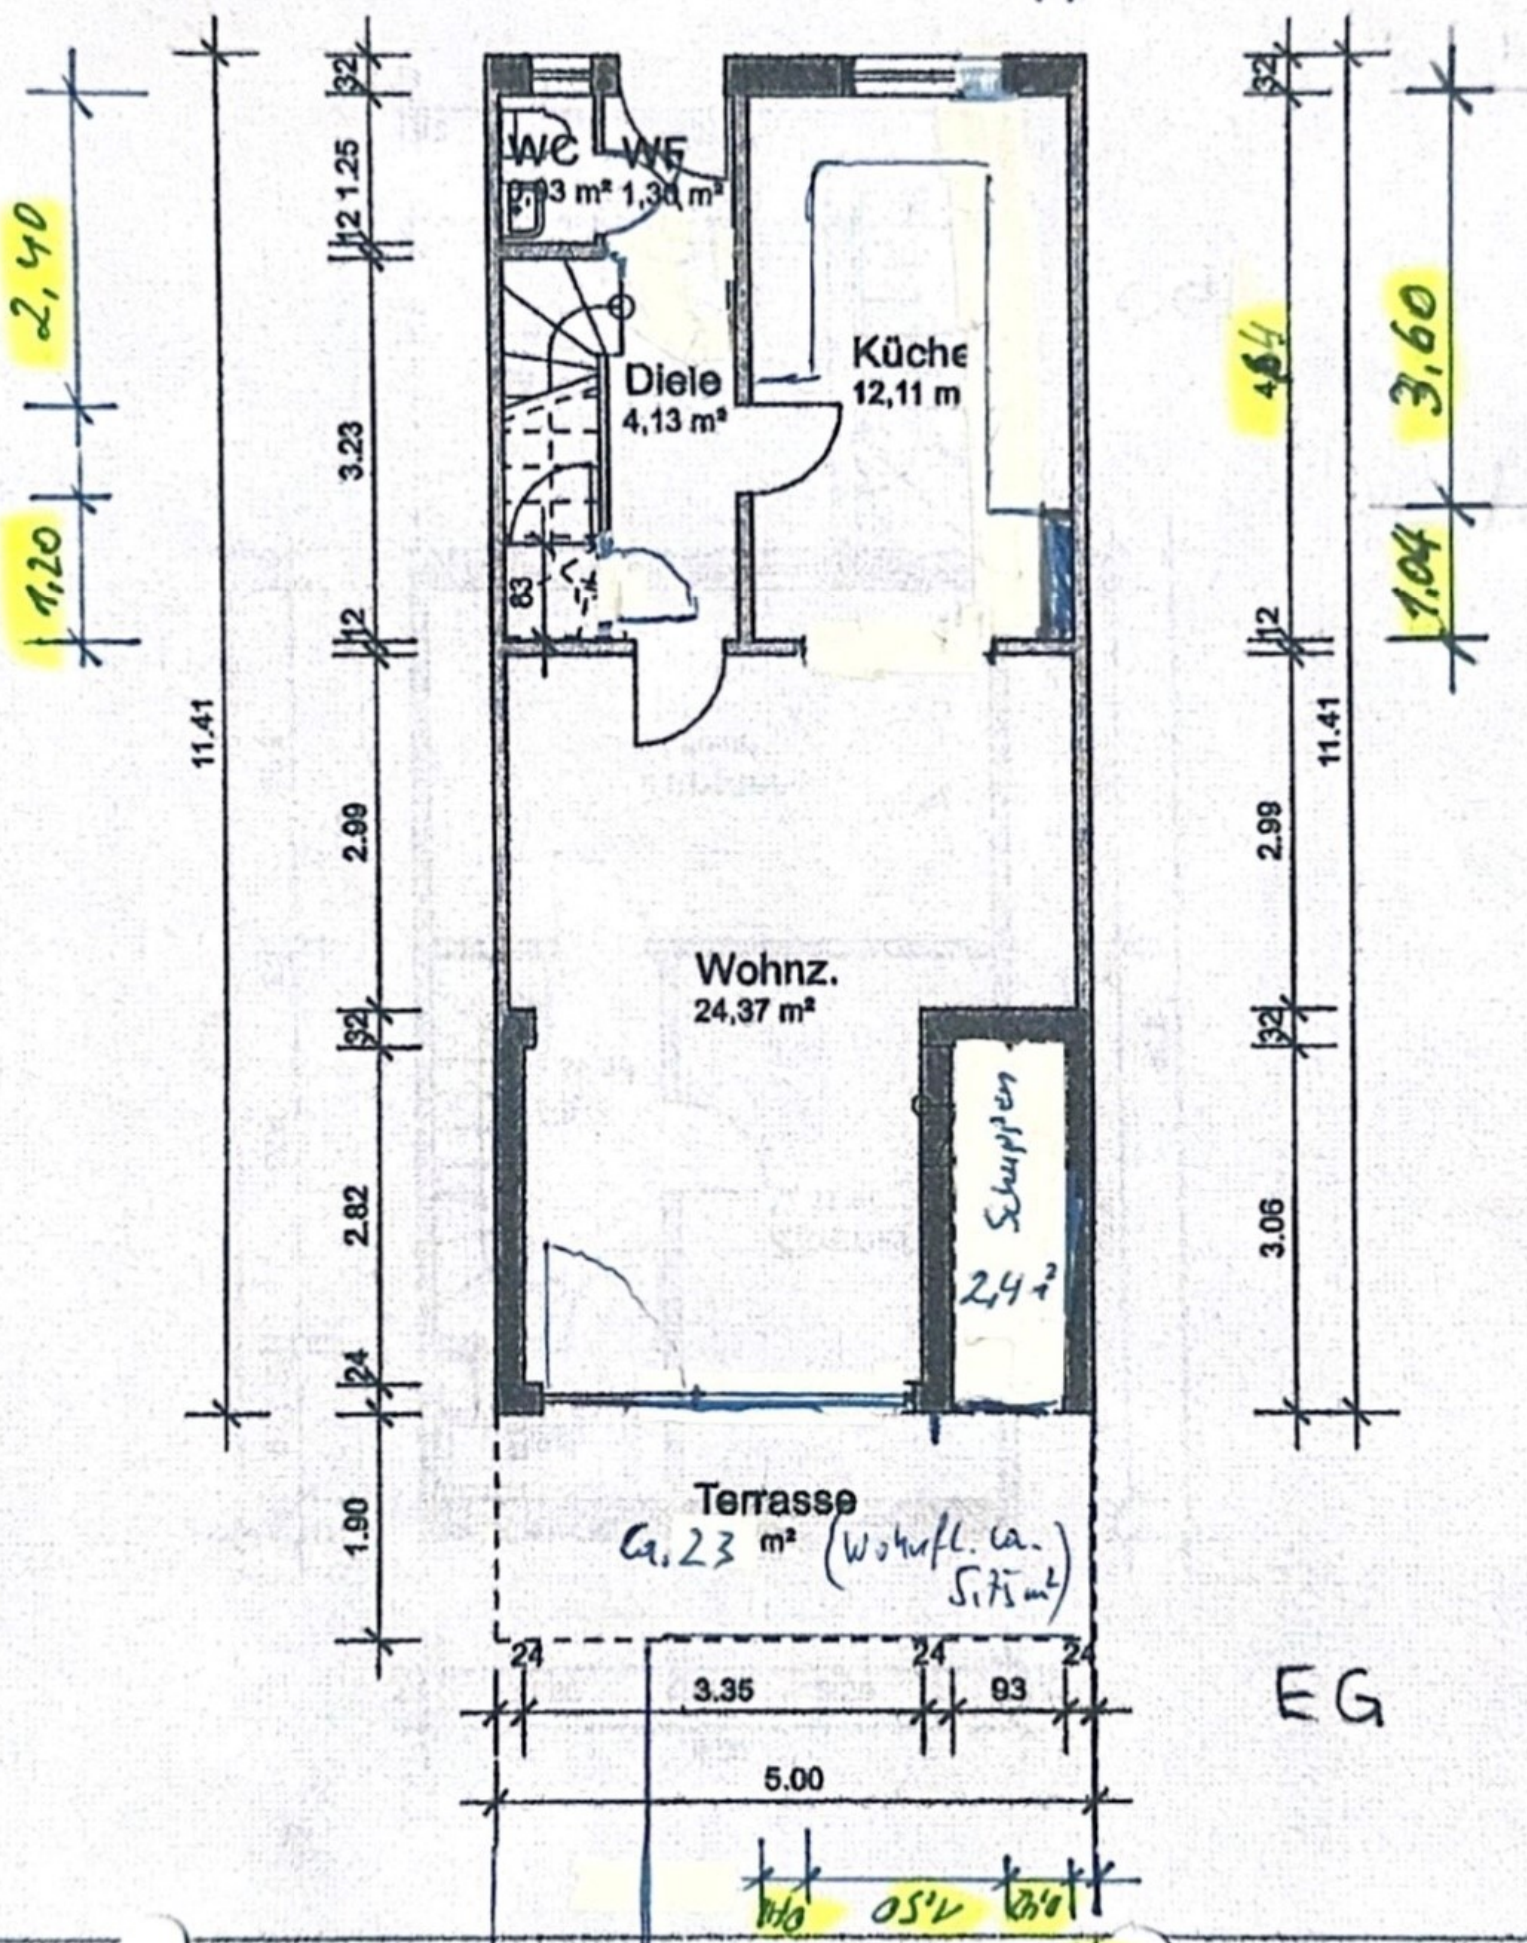 32
32
WC
WF
m² 1,30 m²
1.25
12
2,40
Küche
12,11 m
Diele
4,13 m²
3,60
3.23
1,20
83
1.04
12
12
11.41
11.41
2.99
2.99
Wohnz.
24,37 m²
32
32
Schuppen
2,4
2.82
3.06
24
Terrasse
Ca. 23 m² (Wohnfl. ca.
5,75 m²)
1.90
24
24
24
3.35
93
EG
5.00
1,50
0,42